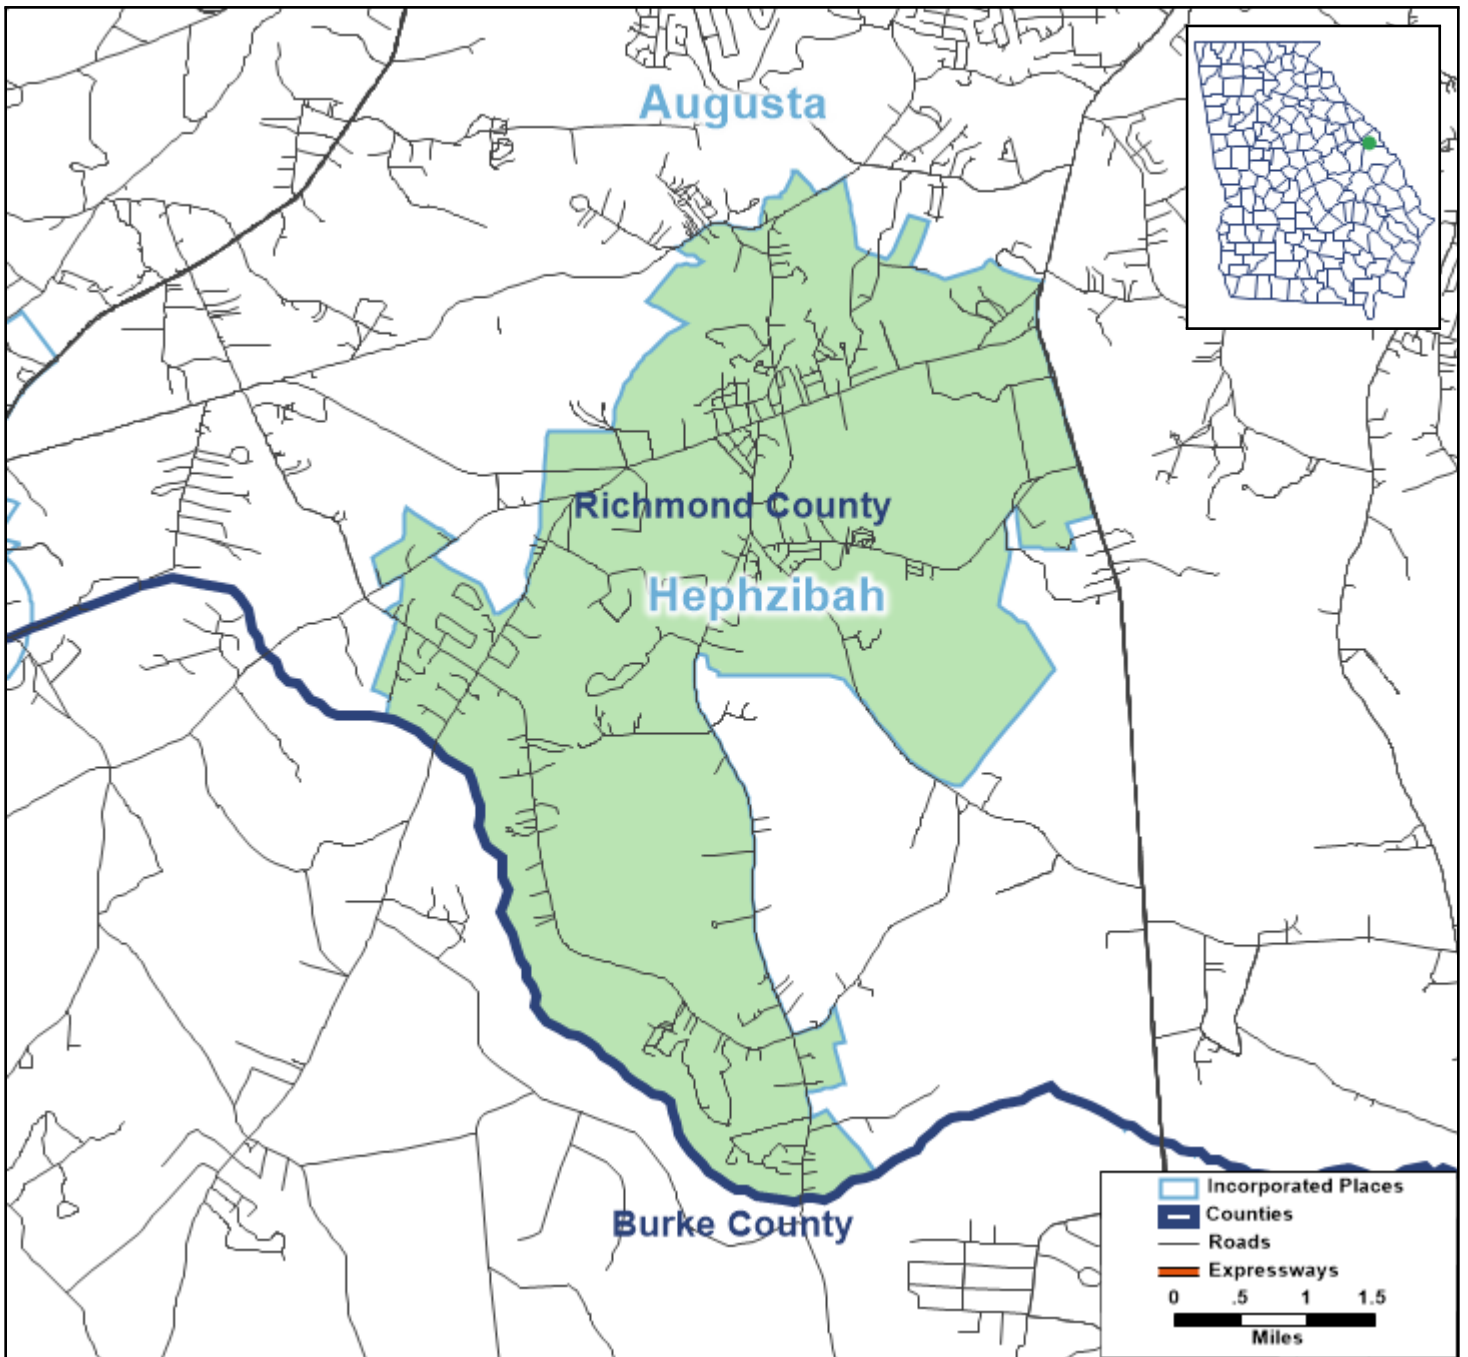 Augusta
Richmond County
Hephzibah
Burke County
Incorporated Places
Counties
Roads
Expressways
0 .5 1 1.5
Miles